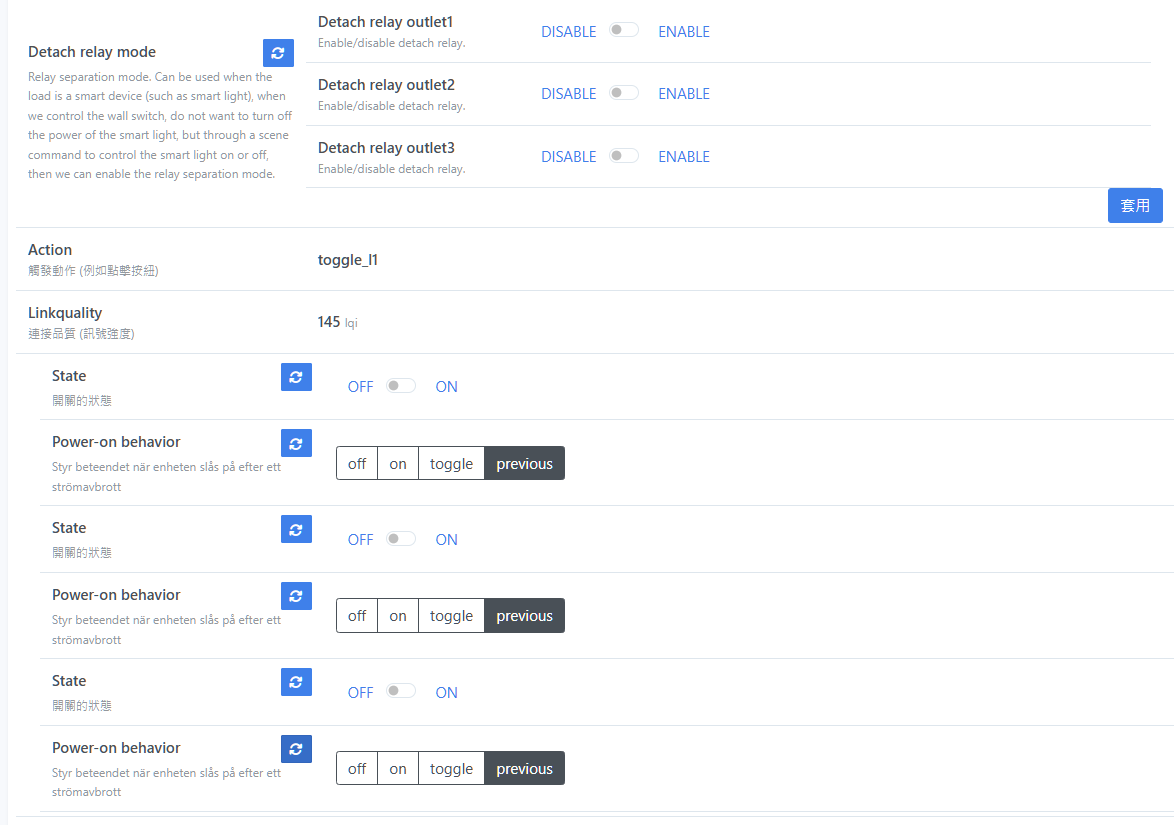 Detach relay mode
Relay separation mode. Can be used when the
load is a smart device (such as smart light), when
we control the wall switch, do not want to turn off
the power of the smart light, but through a scene
command to control the smart light on or off,
then we can enable the relay separation mode.
Detach relay outlet1
Enable/disable detach relay.
DISABLE ENABLE
Detach relay outlet2
Enable/disable detach relay.
DISABLE ENABLE
Detach relay outlet3
Enable/disable detach relay.
DISABLE ENABLE
套用
Action
觸發動作 (例如點擊按鈕)
toggle_l1
Linkquality
連接品質 (訊號強度)
145 lqi
State
開關的狀態
OFF ON
Power-on behavior
Styr beteendet när enheten slås på efter ett
strömavbrott
off on toggle previous
State
開關的狀態
OFF ON
Power-on behavior
Styr beteendet när enheten slås på efter ett
strömavbrott
off on toggle previous
State
開關的狀態
OFF ON
Power-on behavior
Styr beteendet när enheten slås på efter ett
strömavbrott
off on toggle previous